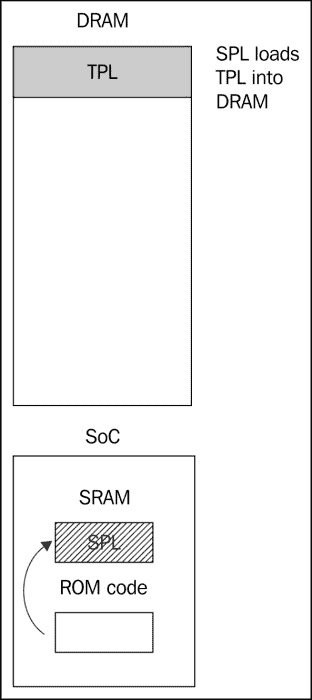 DRAM
TPL
SPL loads
TPL into
DRAM
SoC
SRAM
SPL
ROM code